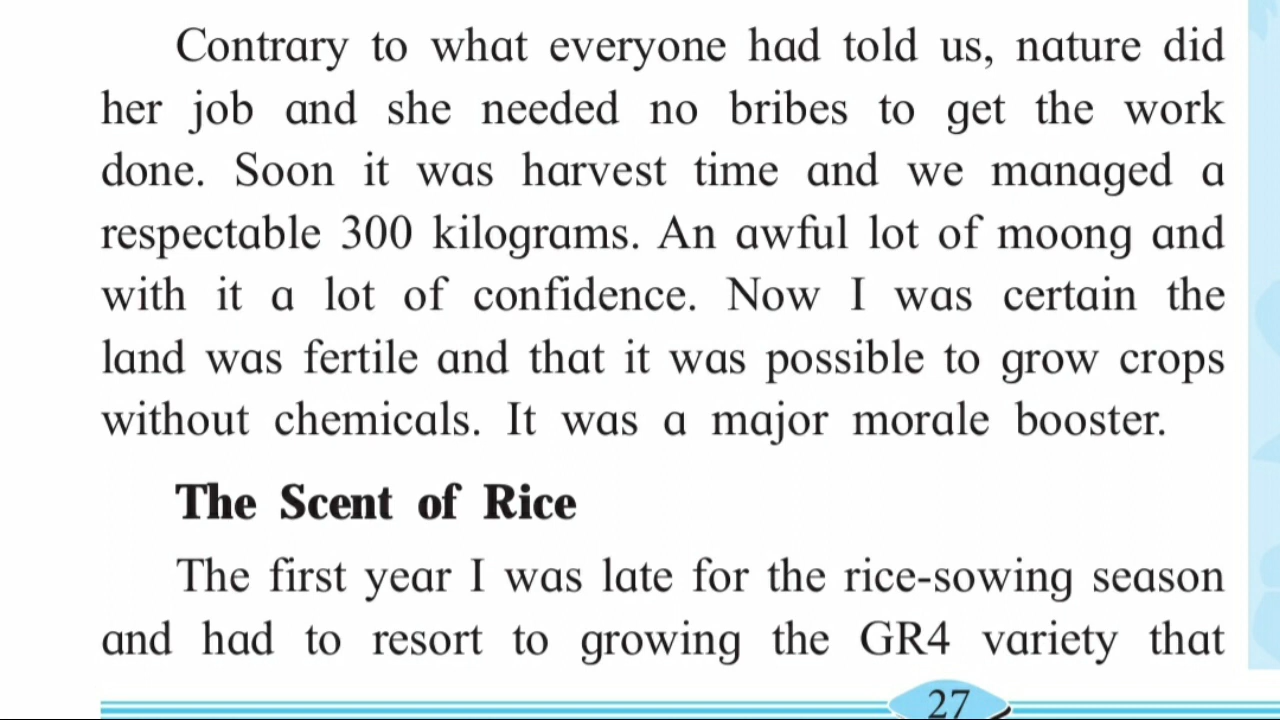 Contrary to what everyone had told us, nature did
her job and she needed no bribes to get the work
done. Soon it was harvest time and we managed a
respectable 300 kilograms. An awful lot of moong and
with it a lot of confidence. Now I was certain the
land was fertile and that it was possible to grow crops
without chemicals. It was a major morale booster.
The Scent of Rice
The first year I was late for the rice-sowing season
and had to resort to growing the GR4 variety that
27